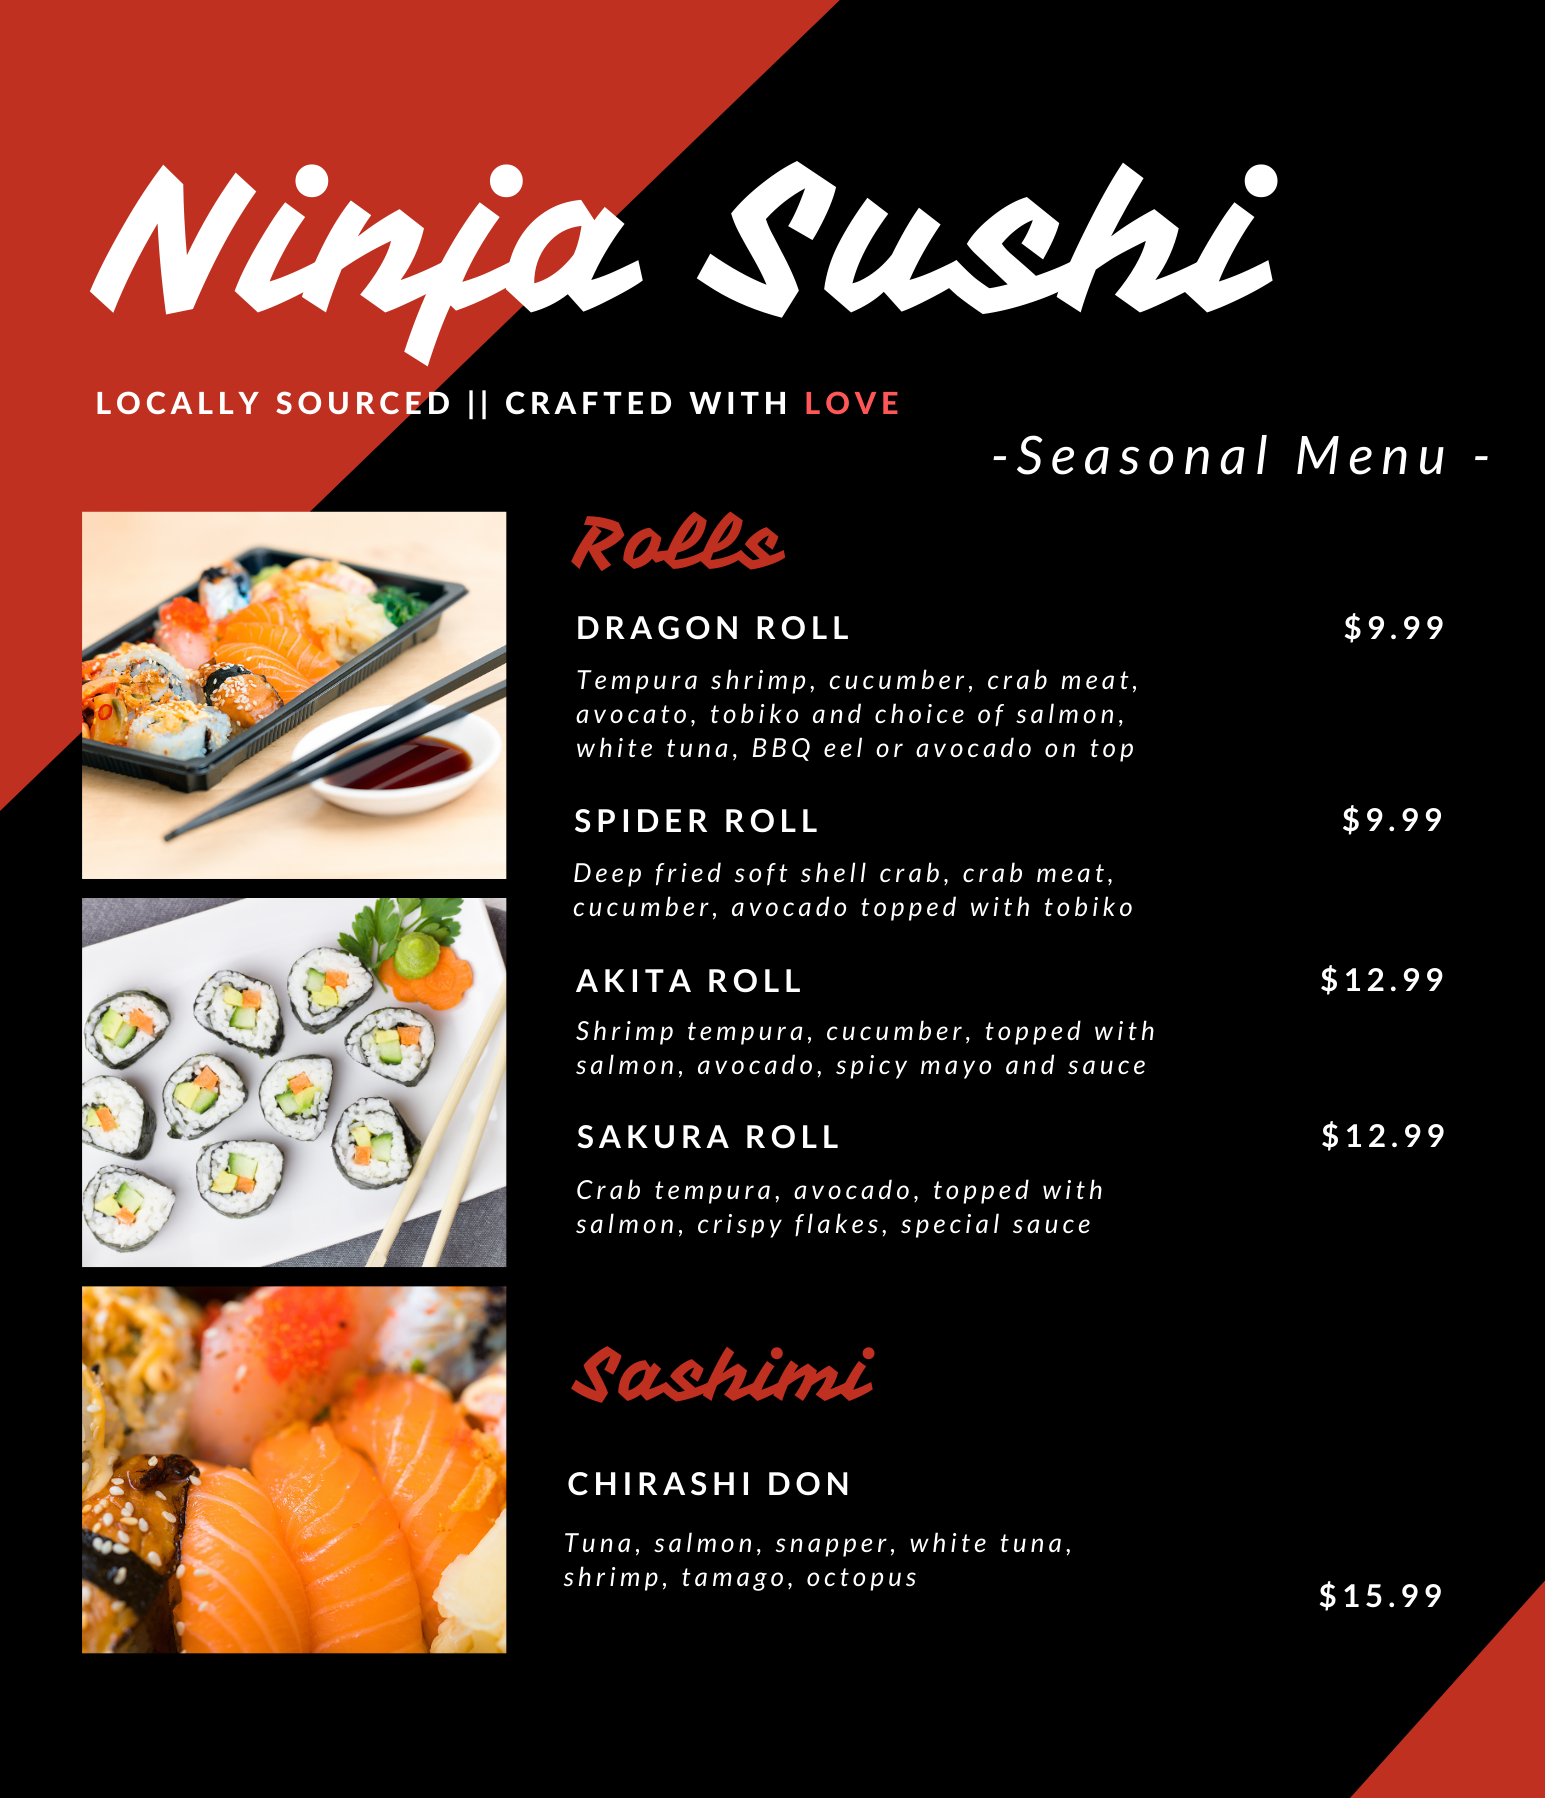 Ninja Sushi
LOCALLY SOURCED || CRAFTED WITH LOVE
-Seasonal Menu -
Rolls
DRAGON ROLL $9.99
Tempura shrimp, cucumber, crab meat,
avocato, tobiko and choice of salmon,
white tuna, BBQ eel or avocado on top
SPIDER ROLL $9.99
Deep fried soft shell crab, crab meat,
cucumber, avocado topped with tobiko
AKITA ROLL $12.99
Shrimp tempura, cucumber, topped with
salmon, avocado, spicy mayo and sauce
SAKURA ROLL $12.99
Crab tempura, avocado, topped with
salmon, crispy flakes, special sauce
Sashimi
CHIRASHI DON
Tuna, salmon, snapper, white tuna,
shrimp, tamago, octopus
$15.99